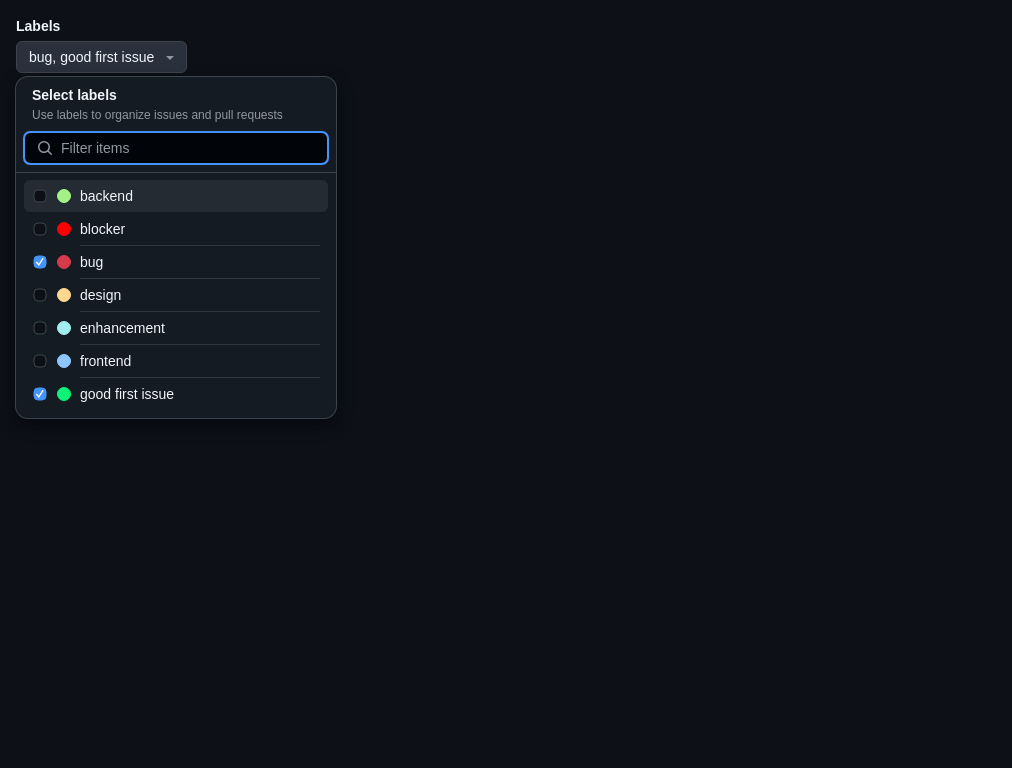 Labels
bug, good first issue
Select labels
Use labels to organize issues and pull requests
Filter items
backend
blocker
bug
design
enhancement
frontend
good first issue